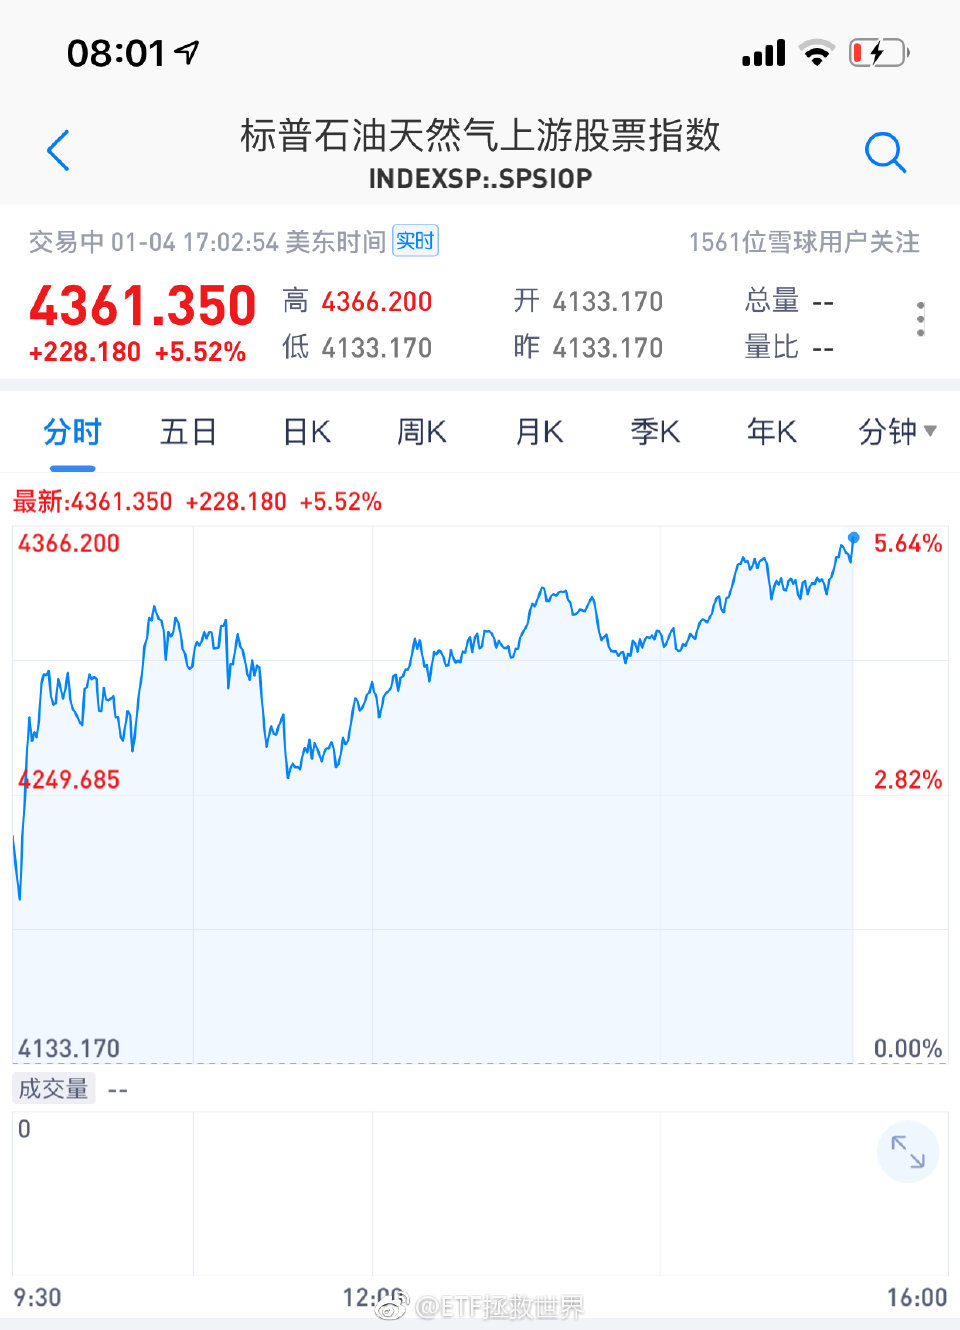 08:01
标普石油天然气上游股票指数
INDEXSP:.SPSIOP
交易中 01-04 17:02:54 美东时间 实时 1561位雪球用户关注
4361.350 高 4366.200 开 4133.170 总量 --
+228.180 +5.52% 低 4133.170 昨 4133.170 量比 --
分时 五日 日K 周K 月K 季K 年K 分钟
最新:4361.350 +228.180 +5.52%
4366.200 5.64%
4249.685 2.82%
4133.170 0.00%
成交量 --
0
9:30 12:00 16:00
@ETF拯救世界